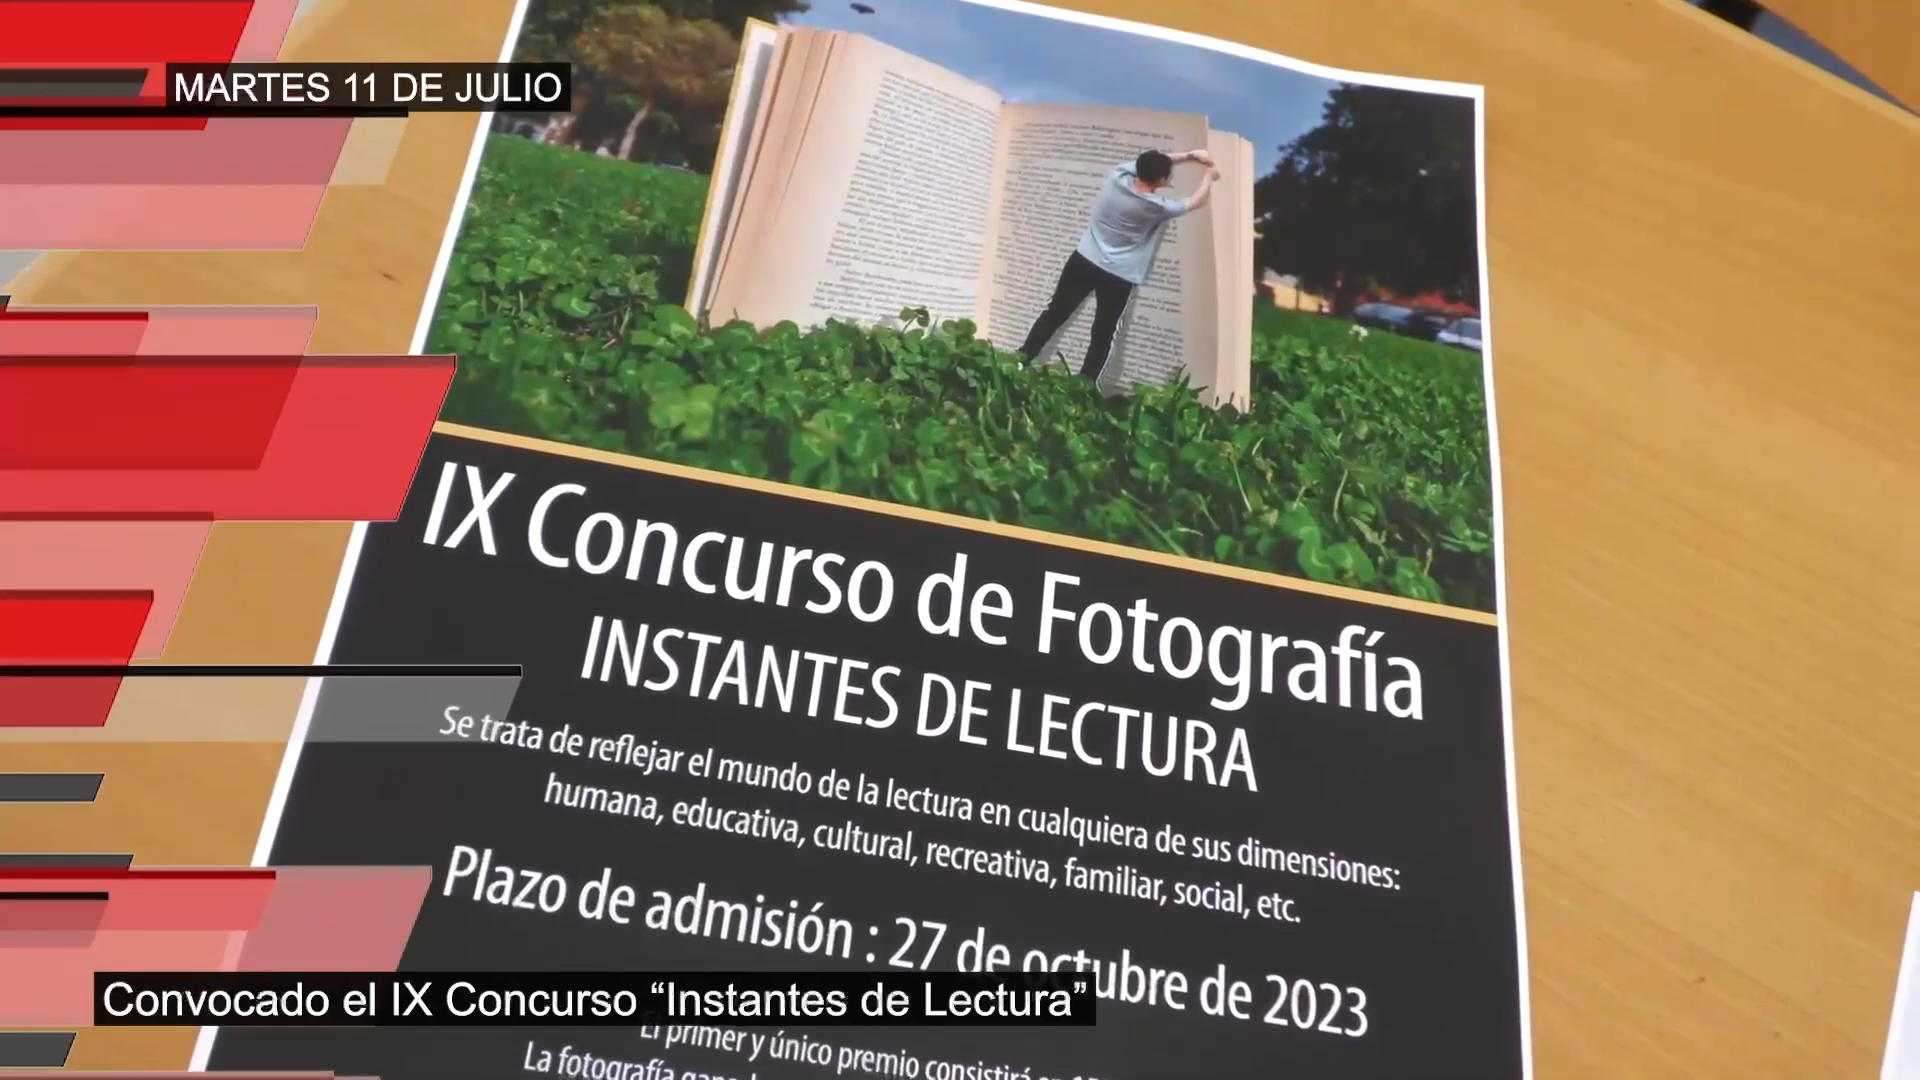 MARTES 11 DE JULIO
IX Concurso de Fotografía
INSTANTES DE LECTURA
Se trata de reflejar el mundo de la lectura en cualquiera de sus dimensiones:
humana, educativa, cultural, recreativa, familiar, social, etc.
Plazo de admisión : 27 de octubre de 2023
Convocado el IX Concurso “Instantes de Lectura”
El primer y único premio consistirá en
La fotografía